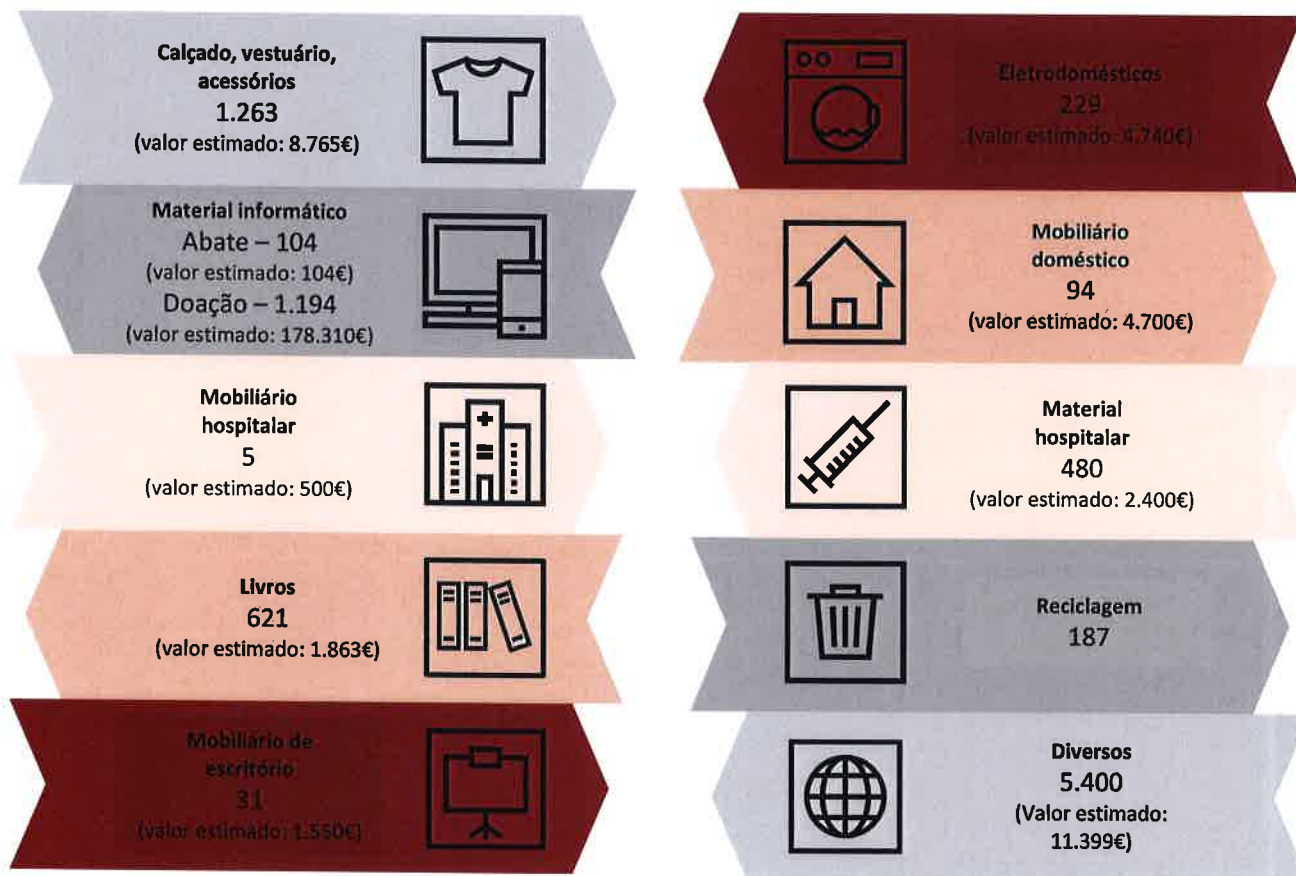 Calçado, vestuário,
acessórios
1.263
(valor estimado: 8.765€)
Material informático
Abate – 104
(valor estimado: 104€)
Doação – 1.194
(valor estimado: 178.310€)
Mobiliário
hospitalar
5
(valor estimado: 500€)
Livros
621
(valor estimado: 1.863€)
Mobiliário de
escritório
31
(valor estimado: 1.550€)
Eletrodomésticos
229
(valor estimado: 4.740€)
Mobiliário
doméstico
94
(valor estimado: 4.700€)
Material
hospitalar
480
(valor estimado: 2.400€)
Reciclagem
187
Diversos
5.400
(Valor estimado:
11.399€)